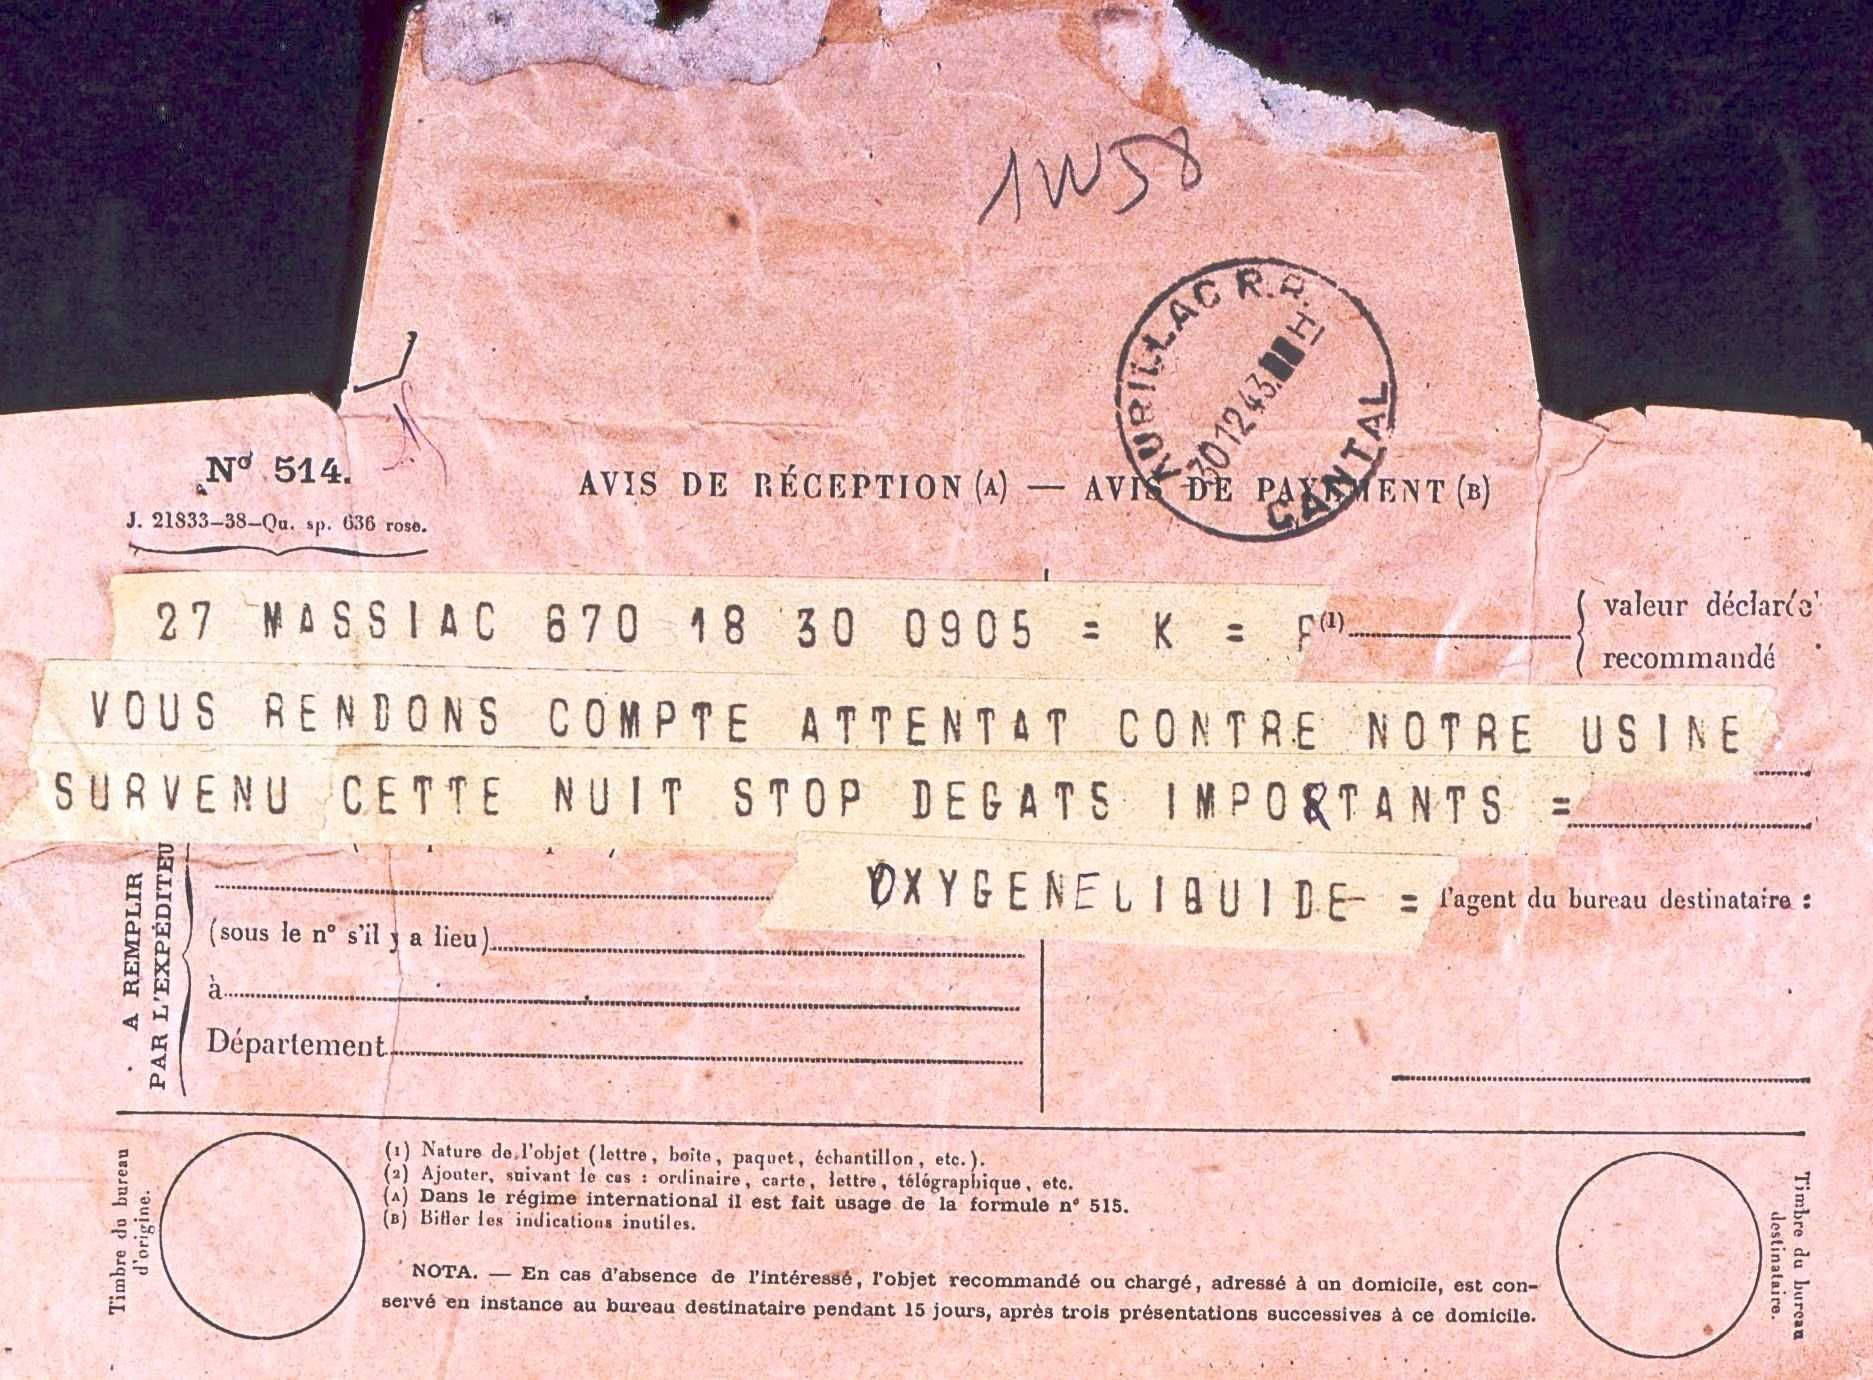 1W58
AURILLAC R.P.
30 12 43 H
CANTAL
N° 514.
J. 21833-38-Qu. sp. 636 rose.
AVIS DE RÉCEPTION (A) — AVIS DE PAYEMENT (B)
27 MASSIAC 670 18 30 0905 = K =
(1)
valeur déclarée
recommandé
VOUS RENDONS COMPTE ATTENTAT CONTRE NOTRE USINE
SURVENU CETTE NUIT STOP DEGATS IMPORTANTS =
OXYGENELIQUIDE =
l'agent du bureau destinataire :
A REMPLIR
PAR L'EXPÉDITEU
(sous le n° s'il y a lieu)
à
Département
Timbre du bureau
d'origine.
(1) Nature de l'objet (lettre, boîte, paquet, échantillon, etc.).
(2) Ajouter, suivant le cas : ordinaire, carte, lettre, télégraphique, etc.
(A) Dans le régime international il est fait usage de la formule n° 515.
(B) Biffer les indications inutiles.
NOTA. — En cas d'absence de l'intéressé, l'objet recommandé ou chargé, adressé à un domicile, est con-
servé en instance au bureau destinataire pendant 15 jours, après trois présentations successives à ce domicile.
Timbre du bureau
destinataire.